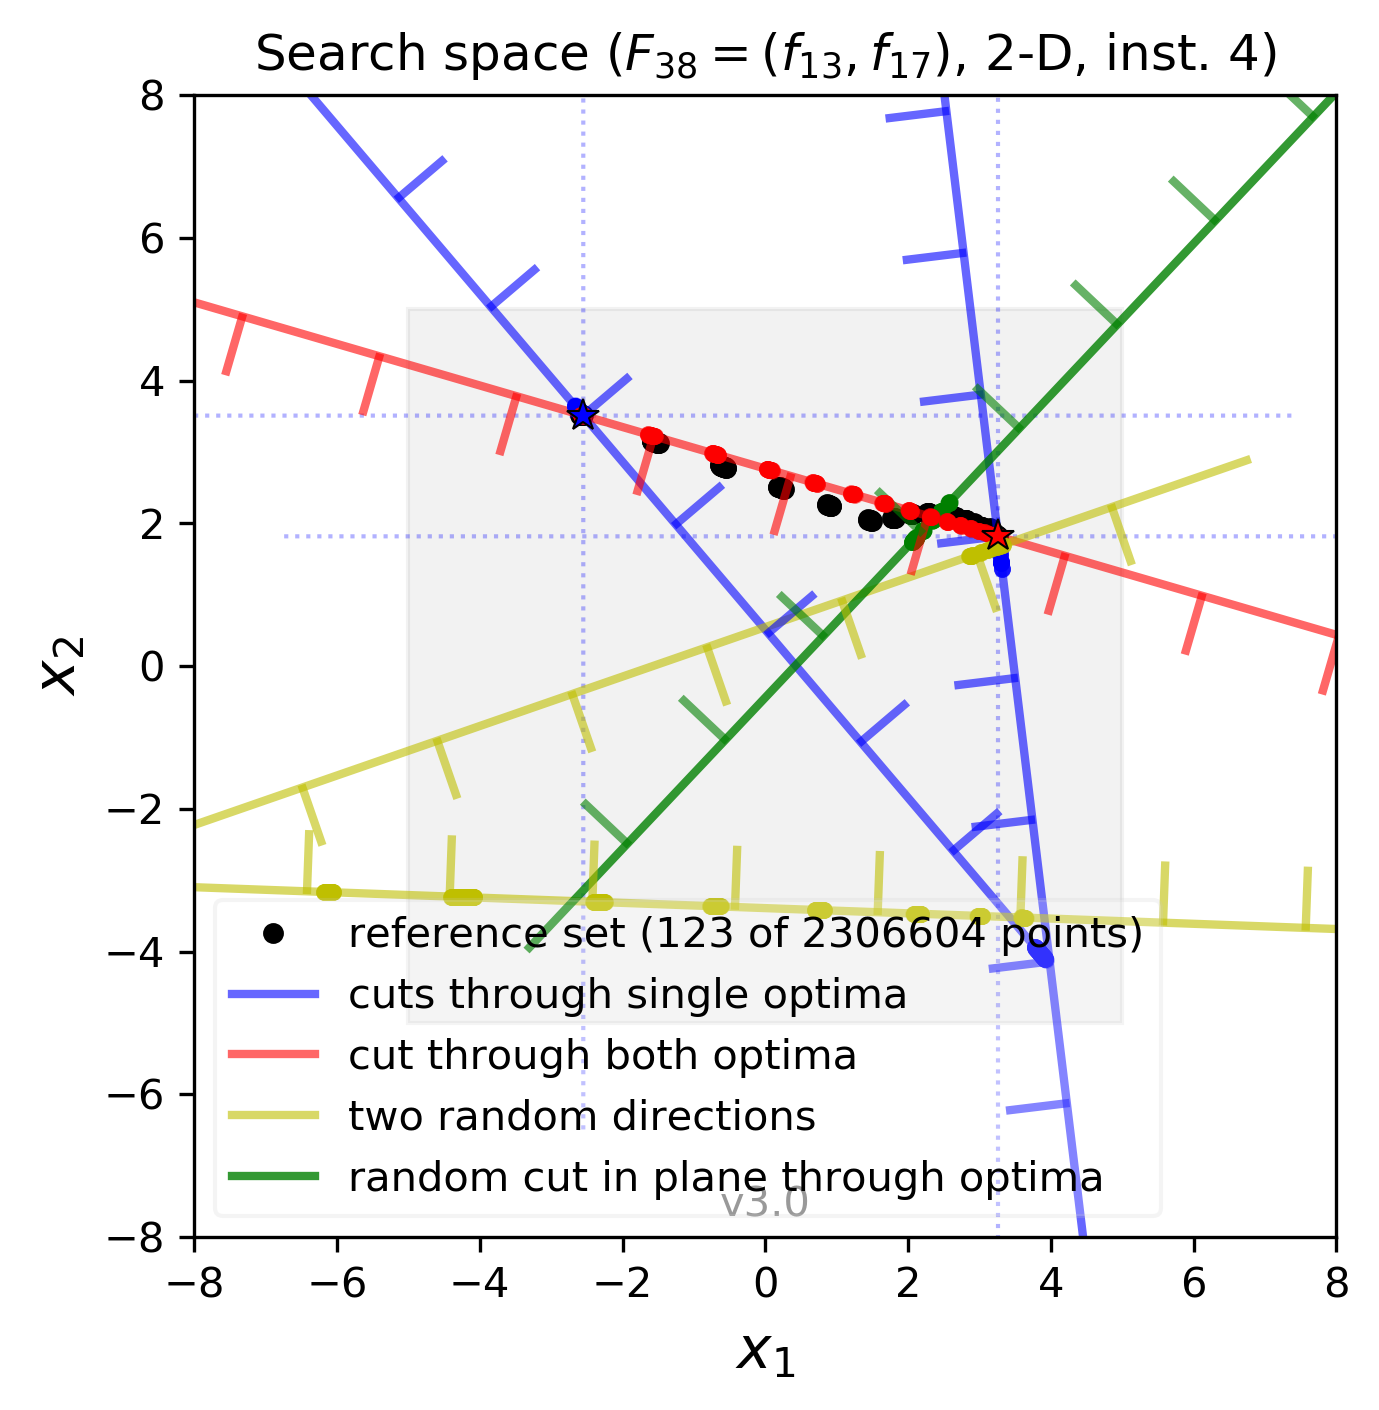 Search space (F38 = (f13, f17), 2-D, inst. 4)
8
6
4
2
0
−2
−4
−6
−8
x2
reference set (123 of 2306604 points)
cuts through single optima
cut through both optima
two random directions
random cut in plane through optima
v3.0
−8 −6 −4 −2 0 2 4 6 8
x1